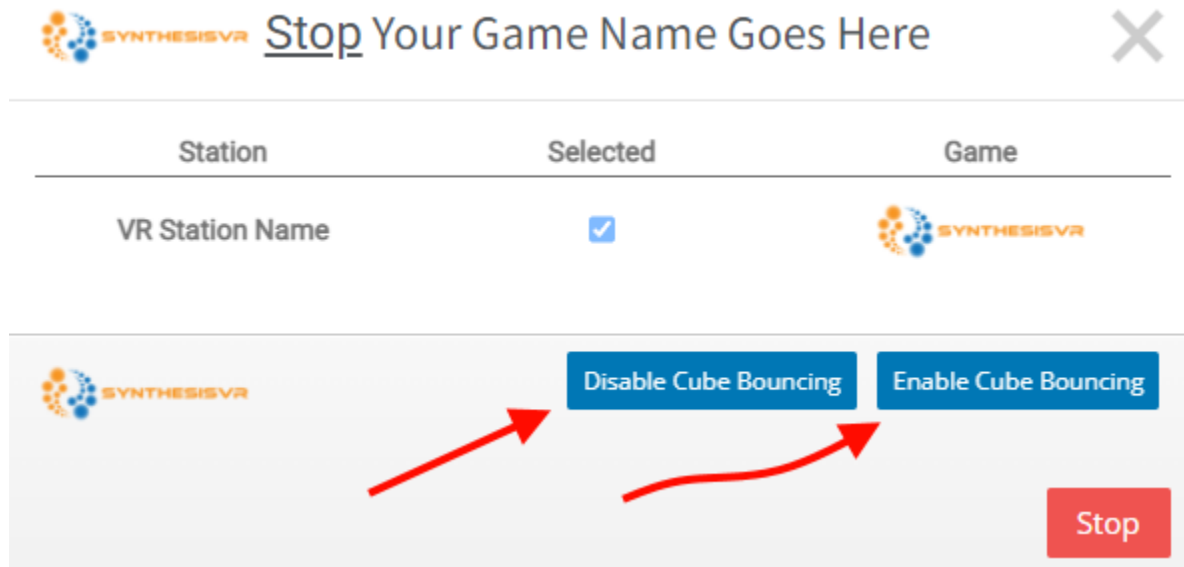 SYNTHESISVR Stop Your Game Name Goes Here
Station Selected Game
VR Station Name SYNTHESISVR
SYNTHESISVR Disable Cube Bouncing Enable Cube Bouncing
Stop